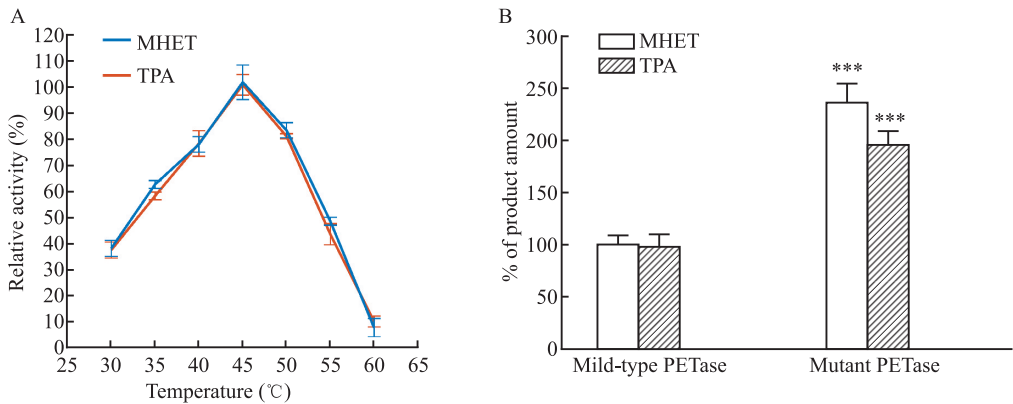 A
MHET
TPA
Relative activity (%)
120
110
100
90
80
70
60
50
40
30
20
10
0
25 30 35 40 45 50 55 60 65
Temperature (℃)
B
MHET
TPA
% of product amount
300
250
200
150
100
50
0
***
***
Mild-type PETase
Mutant PETase